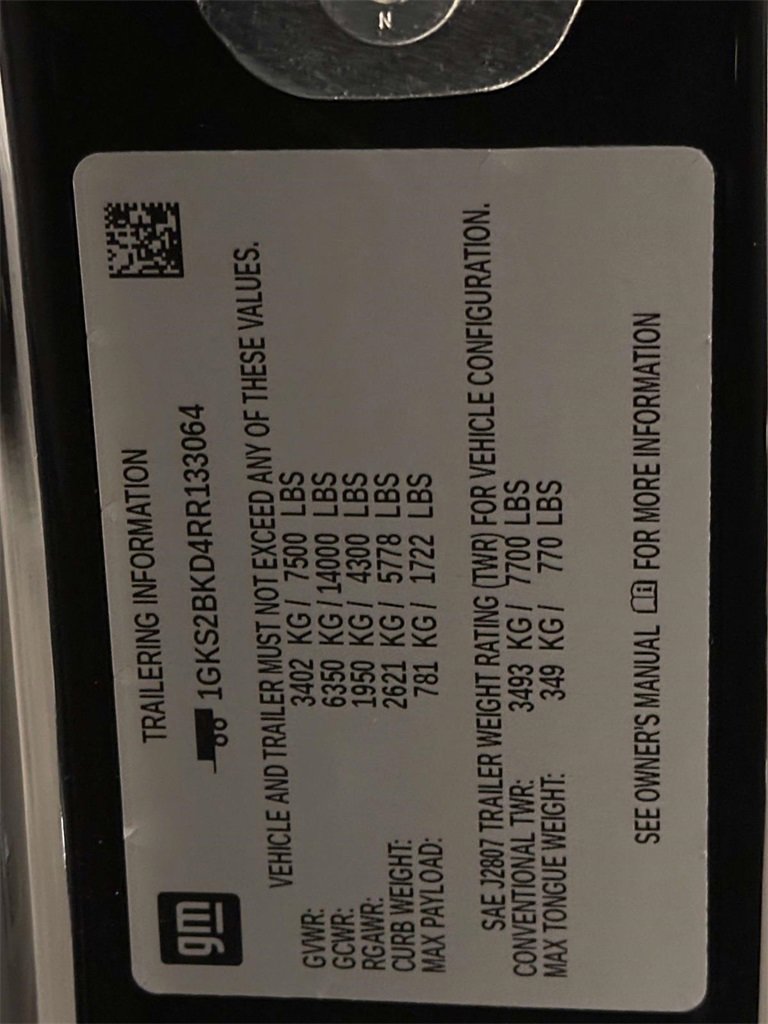 N
gm
TRAILERING INFORMATION
1GKS2BKD4RR133064
VEHICLE AND TRAILER MUST NOT EXCEED ANY OF THESE VALUES.
GVWR: 3402 KG / 7500 LBS
GCWR: 6350 KG / 14000 LBS
RGAWR: 1950 KG / 4300 LBS
CURB WEIGHT: 2621 KG / 5778 LBS
MAX PAYLOAD: 781 KG / 1722 LBS
SAE J2807 TRAILER WEIGHT RATING (TWR) FOR VEHICLE CONFIGURATION.
CONVENTIONAL TWR: 3493 KG / 7700 LBS
MAX TONGUE WEIGHT: 349 KG / 770 LBS
SEE OWNER'S MANUAL FOR MORE INFORMATION